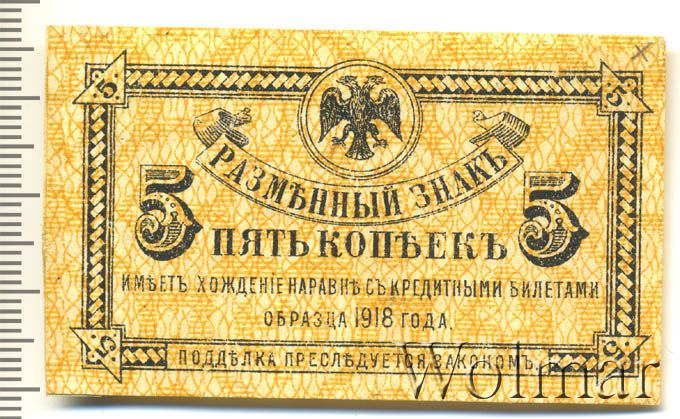 5 5
РАЗМѢННЫЙ ЗНАКЪ
5 ПЯТЬ КОПѢЕКЪ 5
ИМѢЕТЪ ХОЖДЕНІЕ НАРАВНѢ СЪ КРЕДИТНЫМИ БИЛЕТАМИ
ОБРАЗЦА 1918 ГОДА.
5 ПОДДѢЛКА ПРЕСЛѢДУЕТСЯ ЗАКОНОМЪ. 5
Wolmar